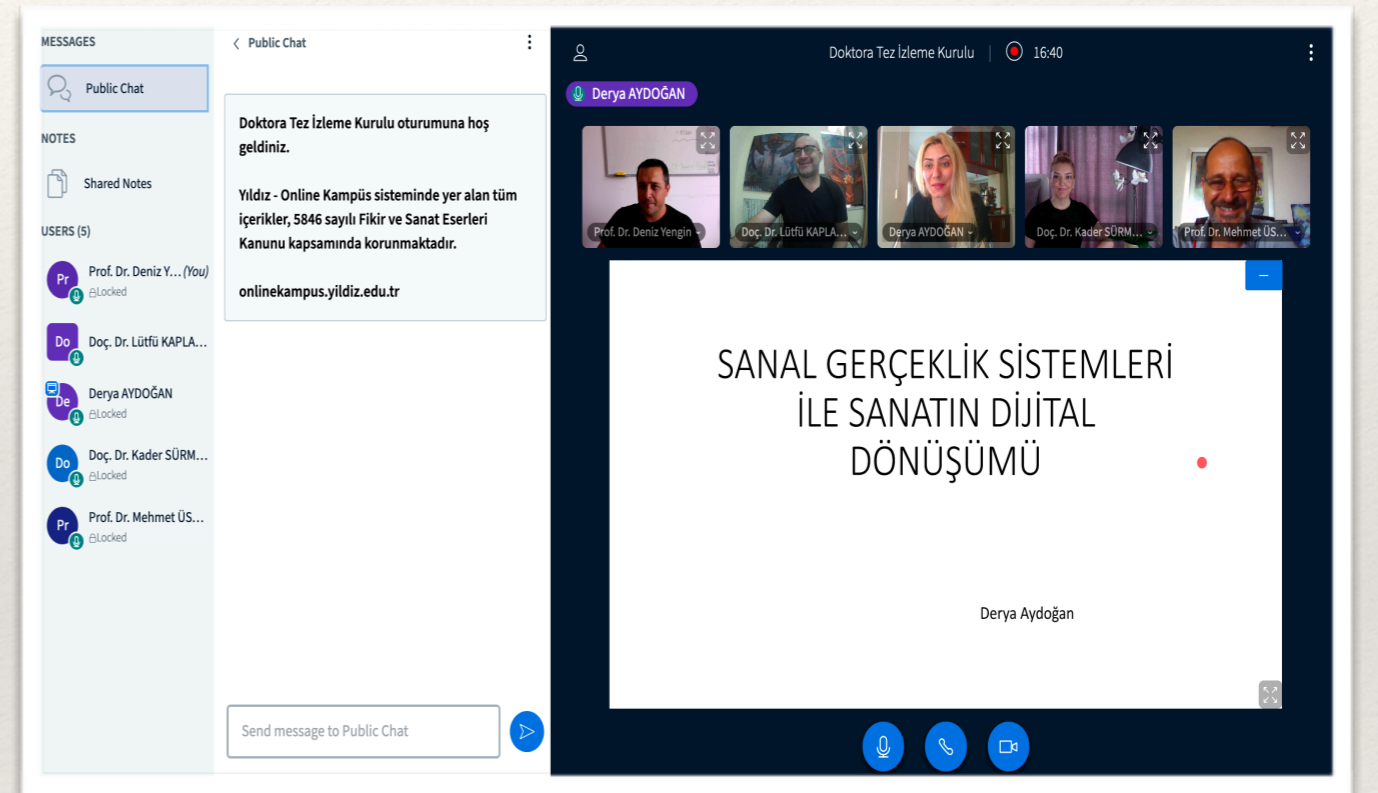 MESSAGES
Public Chat
NOTES
Shared Notes
USERS (5)
Pr
Prof. Dr. Deniz Y... (You)
Locked
Do
Doç. Dr. Lütfü KAPLA...
De
Derya AYDOĞAN
Locked
Do
Doç. Dr. Kader SÜRM...
Locked
Pr
Prof. Dr. Mehmet ÜS...
Locked
Public Chat
Doktora Tez İzleme Kurulu oturumuna hoş
geldiniz.
Yıldız - Online Kampüs sisteminde yer alan tüm
içerikler, 5846 sayılı Fikir ve Sanat Eserleri
Kanunu kapsamında korunmaktadır.
onlinekampus.yildiz.edu.tr
Send message to Public Chat
Doktora Tez İzleme Kurulu | 16:40
Derya AYDOĞAN
Prof. Dr. Deniz Yengin
Doç. Dr. Lütfü KAPLA...
Derya AYDOĞAN
Doç. Dr. Kader SÜRM...
Prof. Dr. Mehmet ÜS...
SANAL GERÇEKLİK SİSTEMLERİ
İLE SANATIN DİJİTAL
DÖNÜŞÜMÜ
Derya Aydoğan